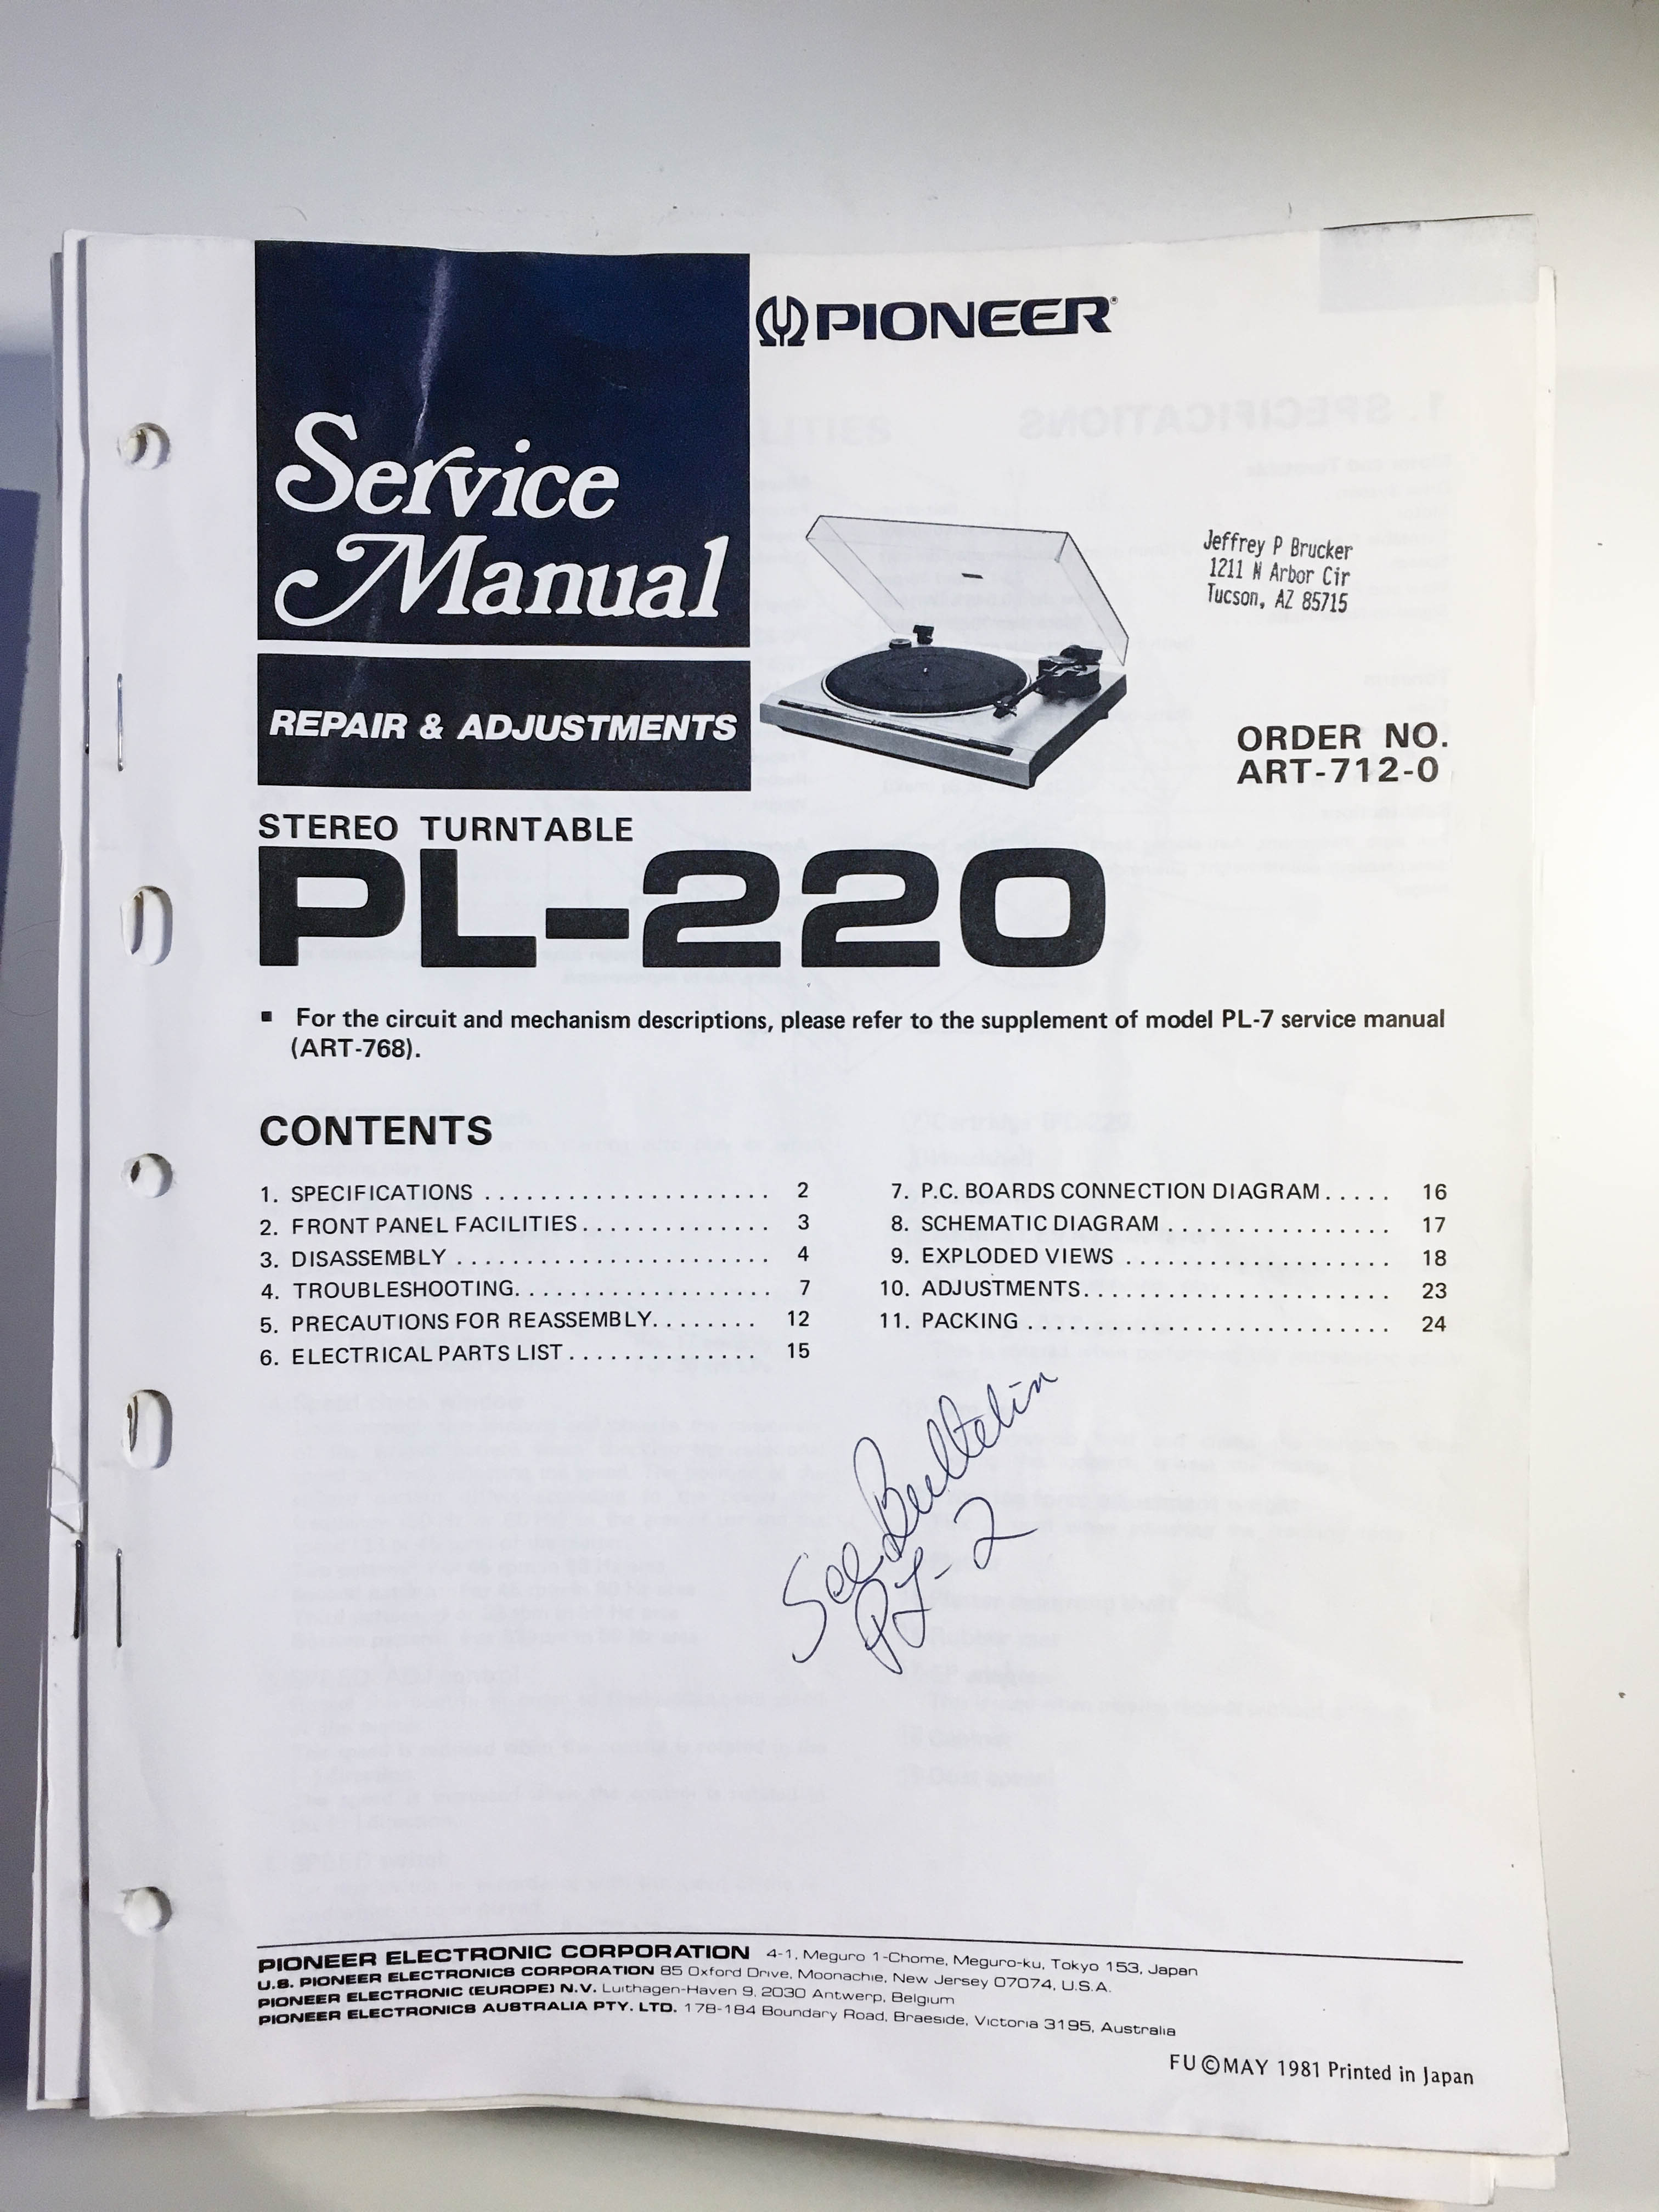 Service
Manual
REPAIR & ADJUSTMENTS
PIONEER®
Jeffrey P Brucker
1211 N Arbor Cir
Tucson, AZ 85715
ORDER NO.
ART-712-0
STEREO TURNTABLE
PL-220
■ For the circuit and mechanism descriptions, please refer to the supplement of model PL-7 service manual
(ART-768).
CONTENTS
1. SPECIFICATIONS ...................... 2
2. FRONT PANEL FACILITIES .............. 3
3. DISASSEMBLY ........................ 4
4. TROUBLESHOOTING ................... 7
5. PRECAUTIONS FOR REASSEMBLY ........ 12
6. ELECTRICAL PARTS LIST .............. 15
7. P.C. BOARDS CONNECTION DIAGRAM ..... 16
8. SCHEMATIC DIAGRAM ................ 17
9. EXPLODED VIEWS ................... 18
10. ADJUSTMENTS ...................... 23
11. PACKING .......................... 24
See Bulletin
PL-2
PIONEER ELECTRONIC CORPORATION 4-1, Meguro 1-Chome, Meguro-ku, Tokyo 153, Japan
U.S. PIONEER ELECTRONICS CORPORATION 85 Oxford Drive, Moonachie, New Jersey 07074, U.S.A.
PIONEER ELECTRONIC (EUROPE) N.V. Luithagen-Haven 9, 2030 Antwerp, Belgium
PIONEER ELECTRONICS AUSTRALIA PTY. LTD. 178-184 Boundary Road, Braeside, Victoria 3195, Australia
FU ©MAY 1981 Printed in Japan